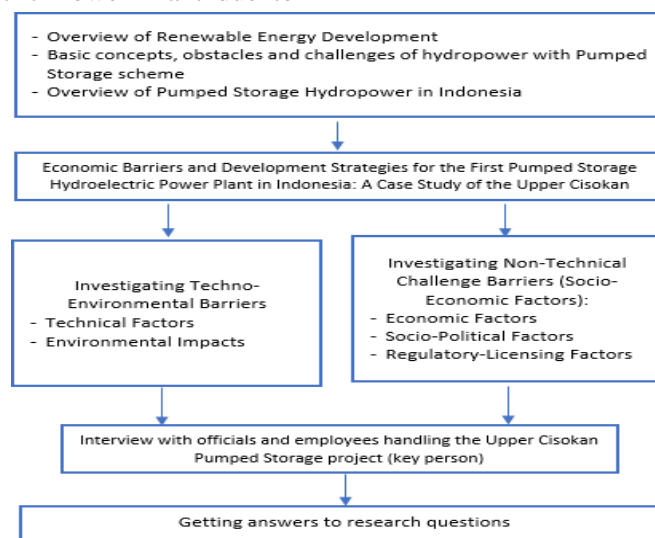 - Overview of Renewable Energy Development
- Basic concepts, obstacles and challenges of hydropower with Pumped
Storage scheme
- Overview of Pumped Storage Hydropower in Indonesia
Economic Barriers and Development Strategies for the First Pumped Storage
Hydroelectric Power Plant in Indonesia: A Case Study of the Upper Cisokan
Investigating Techno-
Environmental Barriers
- Technical Factors
- Environmental Impacts
Investigating Non-Technical
Challenge Barriers (Socio-
Economic Factors):
- Economic Factors
- Socio-Political Factors
- Regulatory-Licensing Factors
Interview with officials and employees handling the Upper Cisokan
Pumped Storage project (key person)
Getting answers to research questions